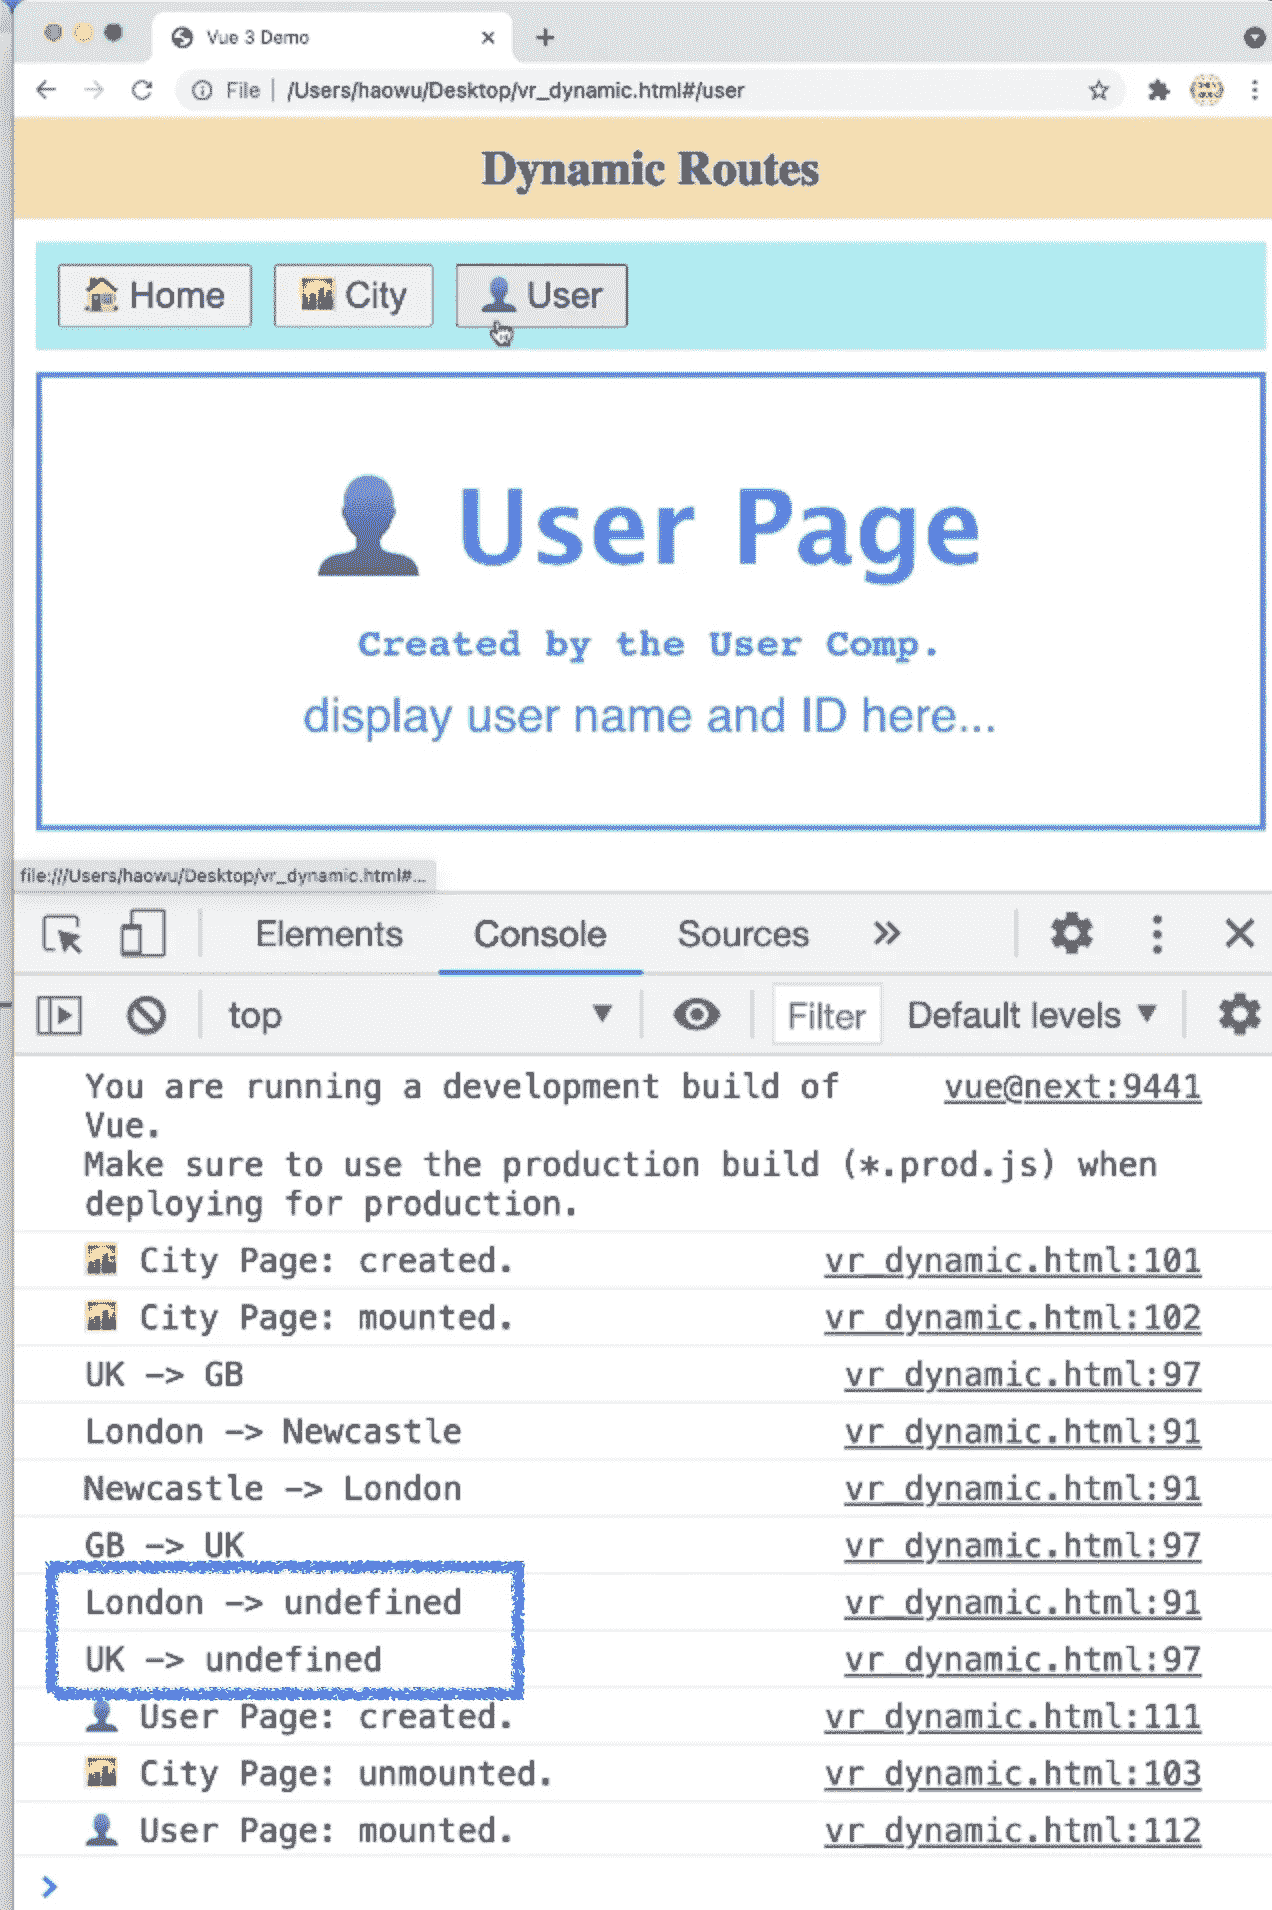 Vue 3 Demo
File | /Users/haowu/Desktop/vr_dynamic.html#/user
Dynamic Routes
Home City User
User Page
Created by the User Comp.
display user name and ID here...
file:///Users/haowu/Desktop/vr_dynamic.html#...
Elements Console Sources
top Filter Default levels
You are running a development build of vue@next:9441
Vue.
Make sure to use the production build (*.prod.js) when
deploying for production.
City Page: created. vr_dynamic.html:101
City Page: mounted. vr_dynamic.html:102
UK -> GB vr_dynamic.html:97
London -> Newcastle vr_dynamic.html:91
Newcastle -> London vr_dynamic.html:91
GB -> UK vr_dynamic.html:97
London -> undefined vr_dynamic.html:91
UK -> undefined vr_dynamic.html:97
User Page: created. vr_dynamic.html:111
City Page: unmounted. vr_dynamic.html:103
User Page: mounted. vr_dynamic.html:112